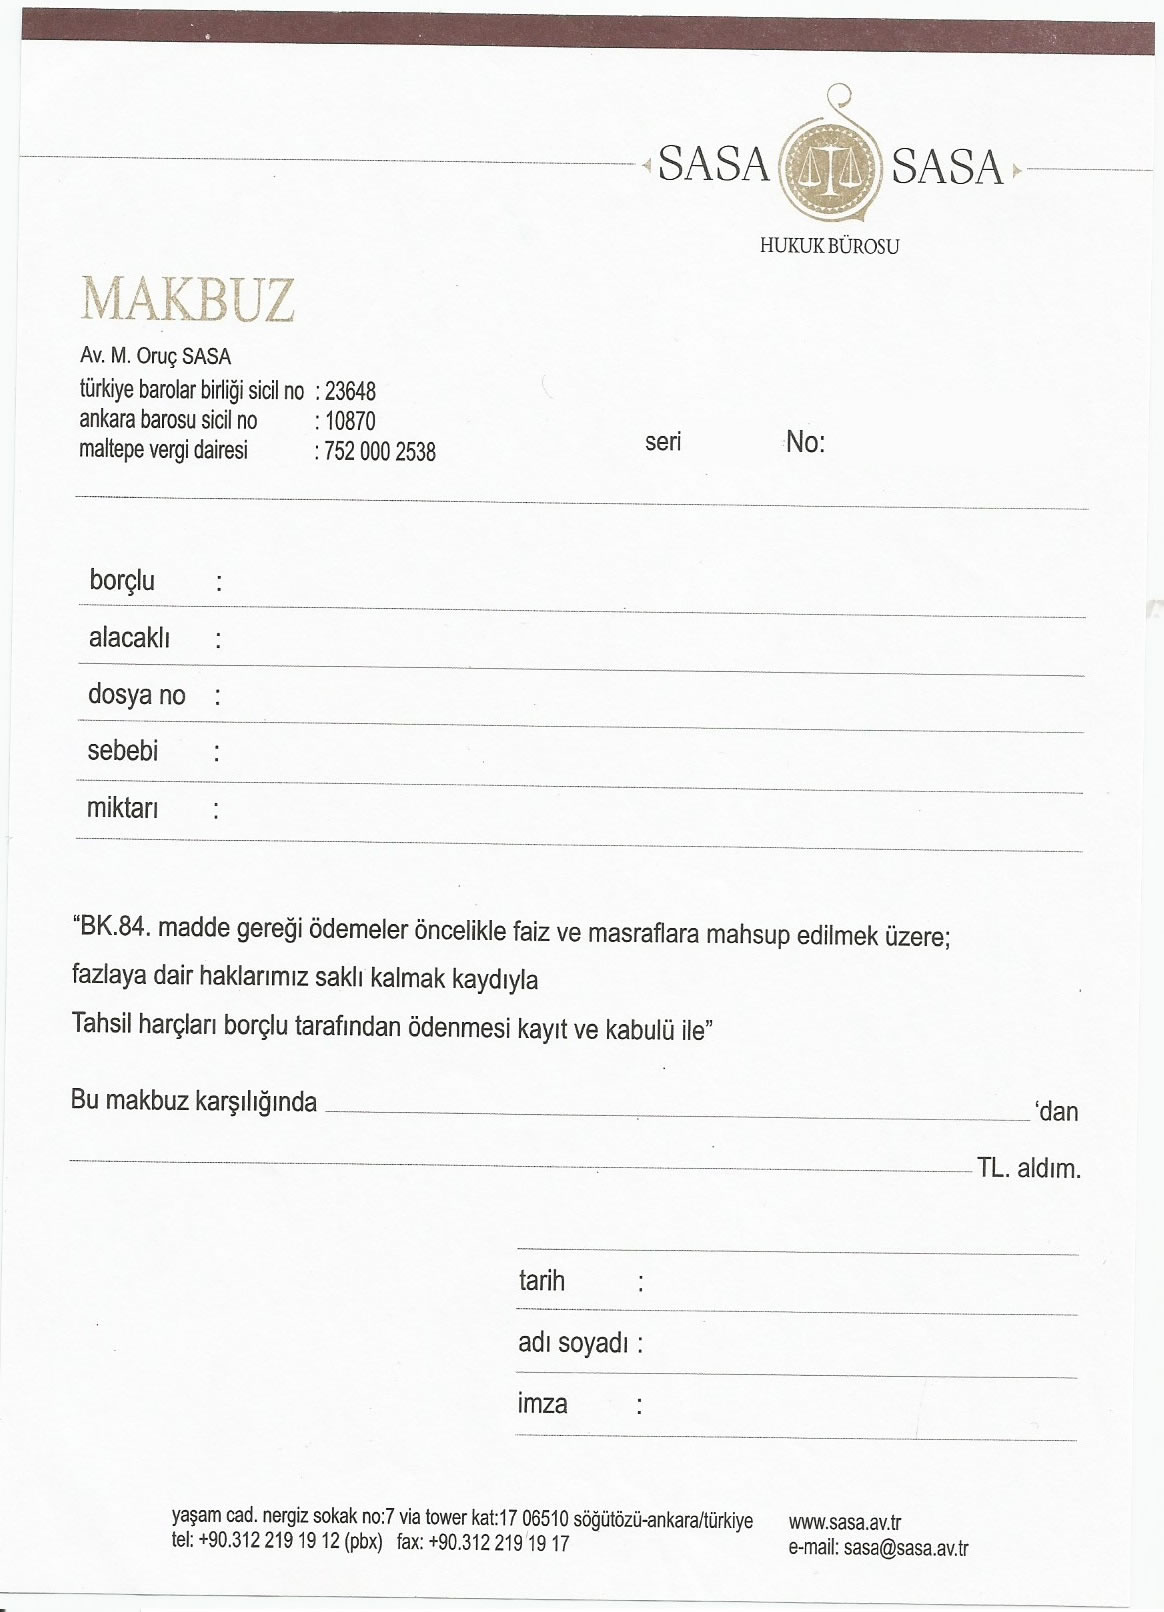 SASA SASA
HUKUK BÜROSU
MAKBUZ
Av. M. Oruç SASA
türkiye barolar birliği sicil no : 23648
ankara barosu sicil no : 10870
maltepe vergi dairesi : 752 000 2538
seri No:
borçlu :
alacaklı :
dosya no :
sebebi :
miktarı :
“BK.84. madde gereği ödemeler öncelikle faiz ve masraflara mahsup edilmek üzere;
fazlaya dair haklarımız saklı kalmak kaydıyla
Tahsil harçları borçlu tarafından ödenmesi kayıt ve kabulü ile”
Bu makbuz karşılığında ‘dan
TL. aldım.
tarih :
adı soyadı :
imza :
yaşam cad. nergiz sokak no:7 via tower kat:17 06510 söğütözü-ankara/türkiye www.sasa.av.tr
tel: +90.312 219 19 12 (pbx) fax: +90.312 219 19 17 e-mail: sasa@sasa.av.tr